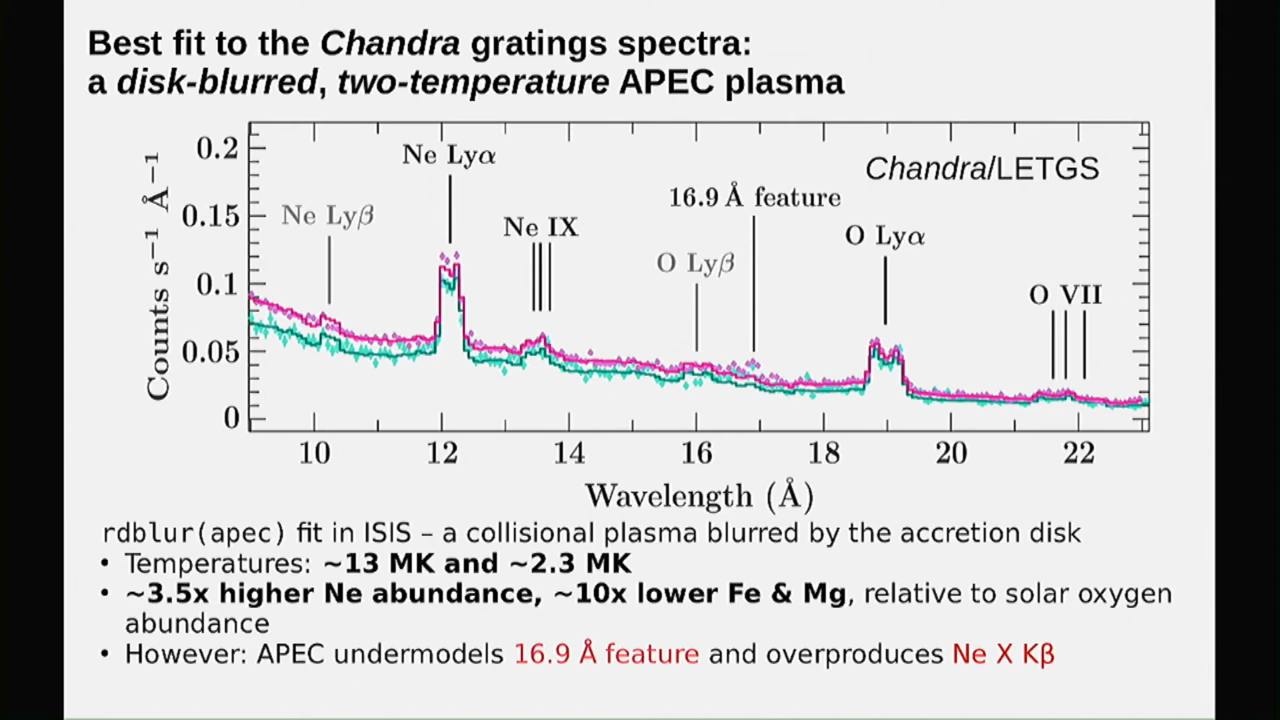 Best fit to the Chandra gratings spectra:
a disk-blurred, two-temperature APEC plasma
Ne Lyα
Chandra/LETGS
16.9 Å feature
Ne Lyβ
Ne IX
O Lyα
O Lyβ
O VII
Counts s⁻¹ Å⁻¹
0.2
0.15
0.1
0.05
0
10 12 14 16 18 20 22
Wavelength (Å)
rdblur(apec) fit in ISIS – a collisional plasma blurred by the accretion disk
• Temperatures: ~13 MK and ~2.3 MK
• ~3.5x higher Ne abundance, ~10x lower Fe & Mg, relative to solar oxygen
abundance
• However: APEC undermodels 16.9 Å feature and overproduces Ne X Kβ